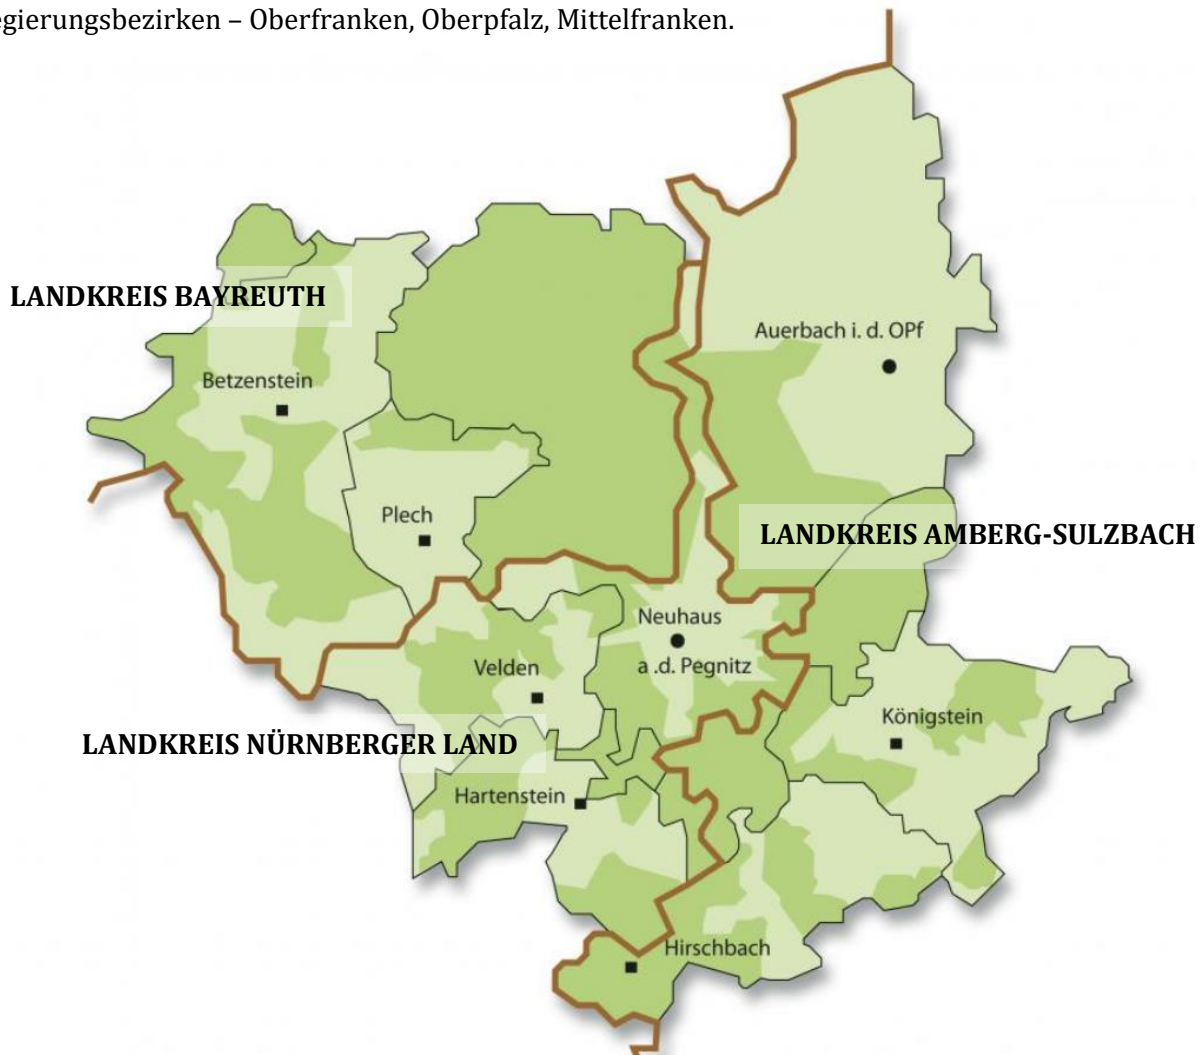 egierungsbezirken – Oberfranken, Oberpfalz, Mittelfranken.
LANDKREIS BAYREUTH
Auerbach i. d. OPf
Betzenstein
Plech
LANDKREIS AMBERG-SULZBACH
Neuhaus
a .d. Pegnitz
Velden
Königstein
LANDKREIS NÜRNBERGER LAND
Hartenstein
Hirschbach